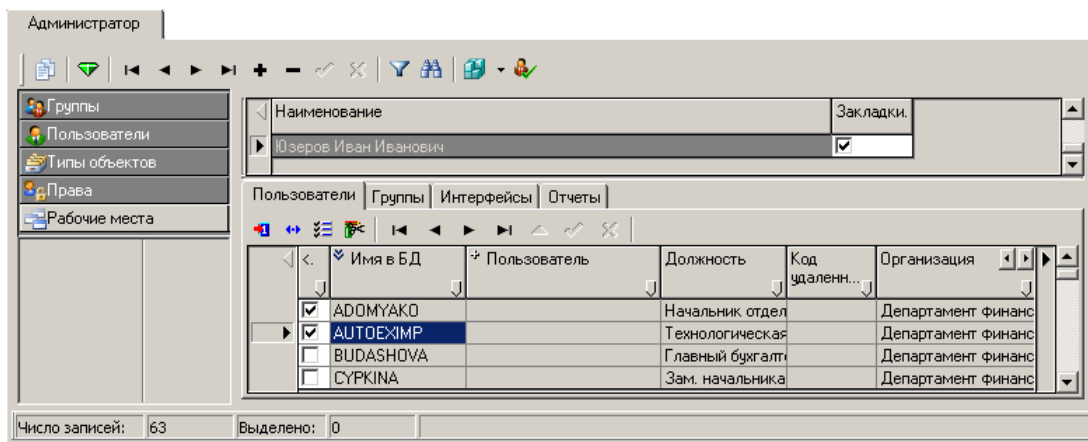 Администратор
Группы
Пользователи
Типы объектов
Права
Рабочие места
Наименование Закладки.
Юзеров Иван Иванович
Пользователи Группы Интерфейсы Отчеты
<. Имя в БД Пользователь Должность Код удаленн... Организация
ADOMYAKO Начальник отдел Департамент финанс
AUTOEXIMP Технологическая Департамент финанс
BUDASHOVA Главный бухгалт Департамент финанс
CYPKINA Зам. начальника Департамент финанс
Число записей: 63 Выделено: 0